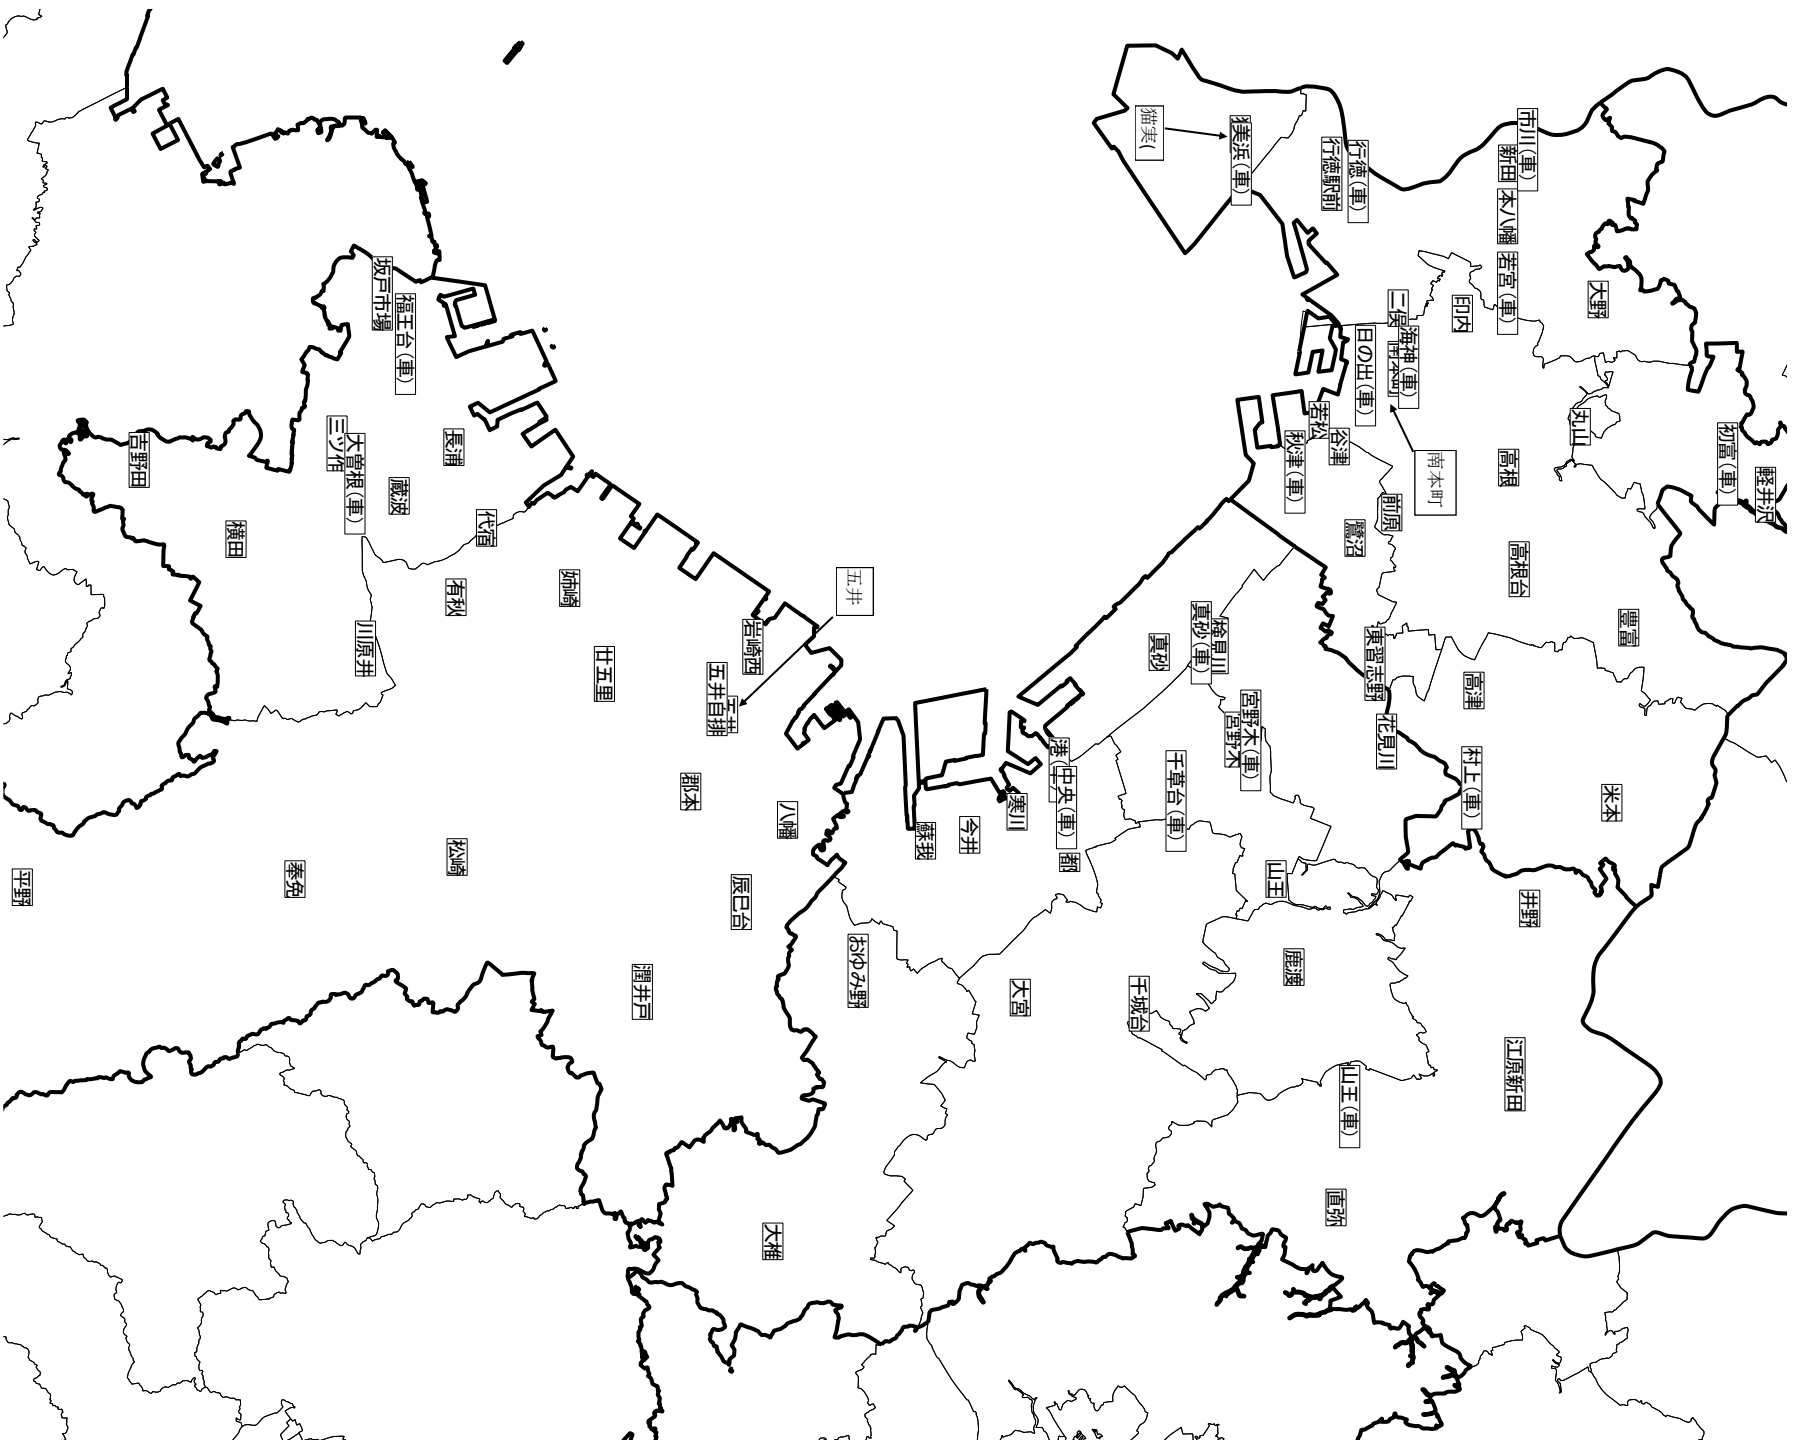 市川(車)
新田
本八幡
若宮(車)
大野
行徳(車)
行徳駅前
美浜(車)
猫実(
二俣
印内
海神(車)
南本町
日の出(車)
南本町
丸山
初富(車)
軽井沢
若松
谷津
秋津(車)
高根
前原
鷺沼
高根台
豊富
東習志野
高津
花見川
村上(車)
米本
検見川
真砂(車)
真砂
宮野木(車)
宮野木
千草台(車)
港(車)
中央(車)
都
寒川
今井
蘇我
山王
井野
鹿渡
千城台
大宮
おゆみ野
江原新田
山王(車)
直弥
大椎
坂戸市場
福王台(車)
長浦
三ツ作
大曽根(車)
蔵波
吉野田
横田
代宿
有秋
姉崎
川原井
廿五里
岩崎西
五井
五井自排
五井
郡本
八幡
辰巳台
松崎
奉免
平野
潤井戸